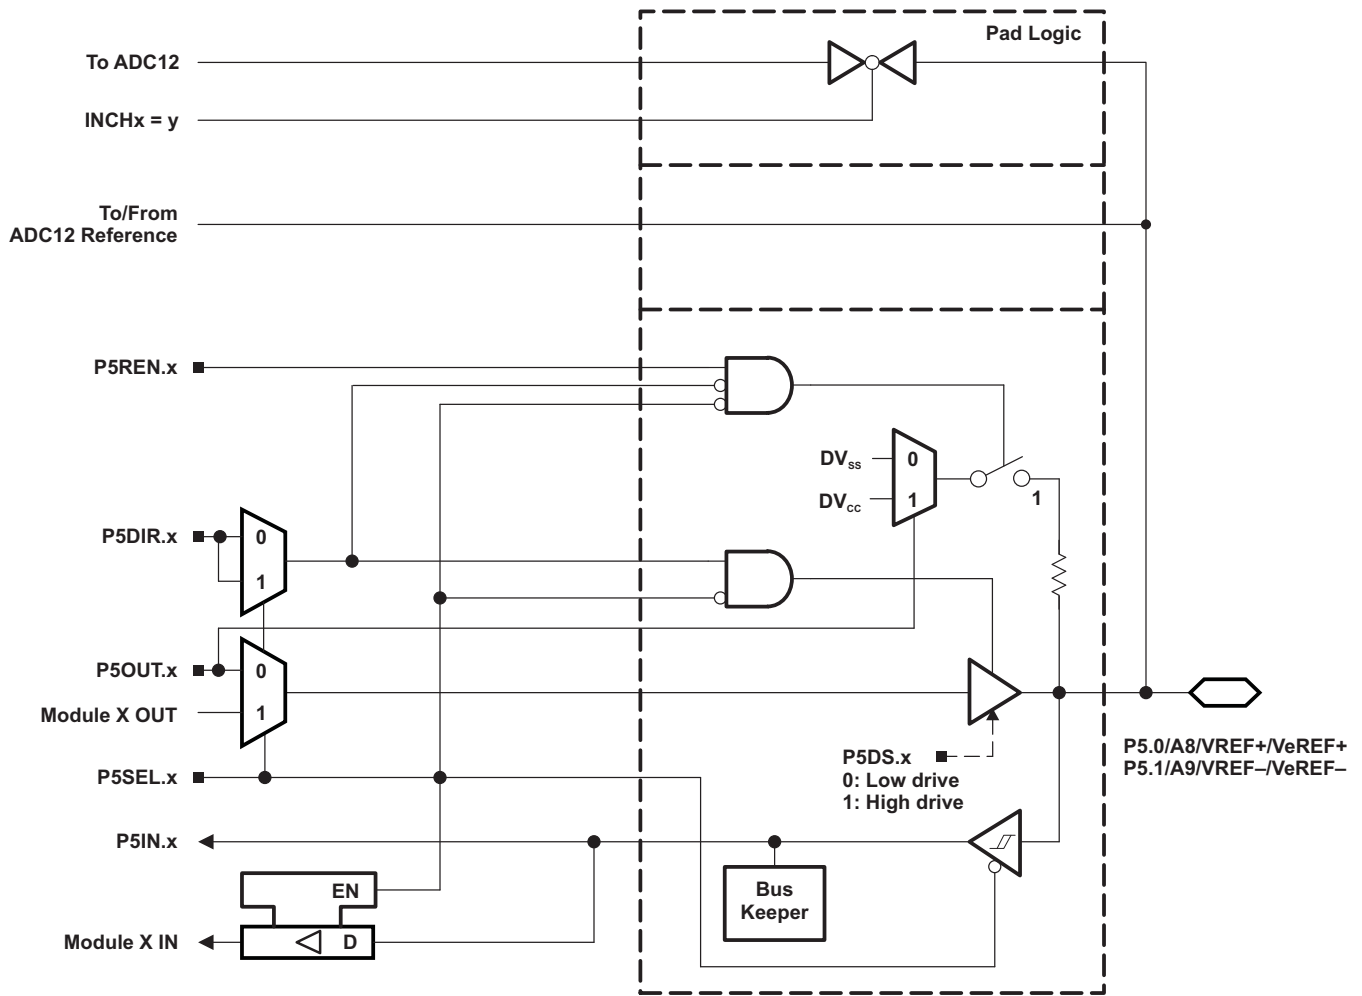 Pad Logic
To ADC12
INCHx = y
To/From
ADC12 Reference
P5REN.x
DVSS
0
DVCC
1
1
P5DIR.x
0
1
P5OUT.x
0
Module X OUT
1
P5DS.x
0: Low drive
1: High drive
P5.0/A8/VREF+/VeREF+
P5.1/A9/VREF–/VeREF–
P5SEL.x
P5IN.x
Bus
Keeper
EN
Module X IN
D